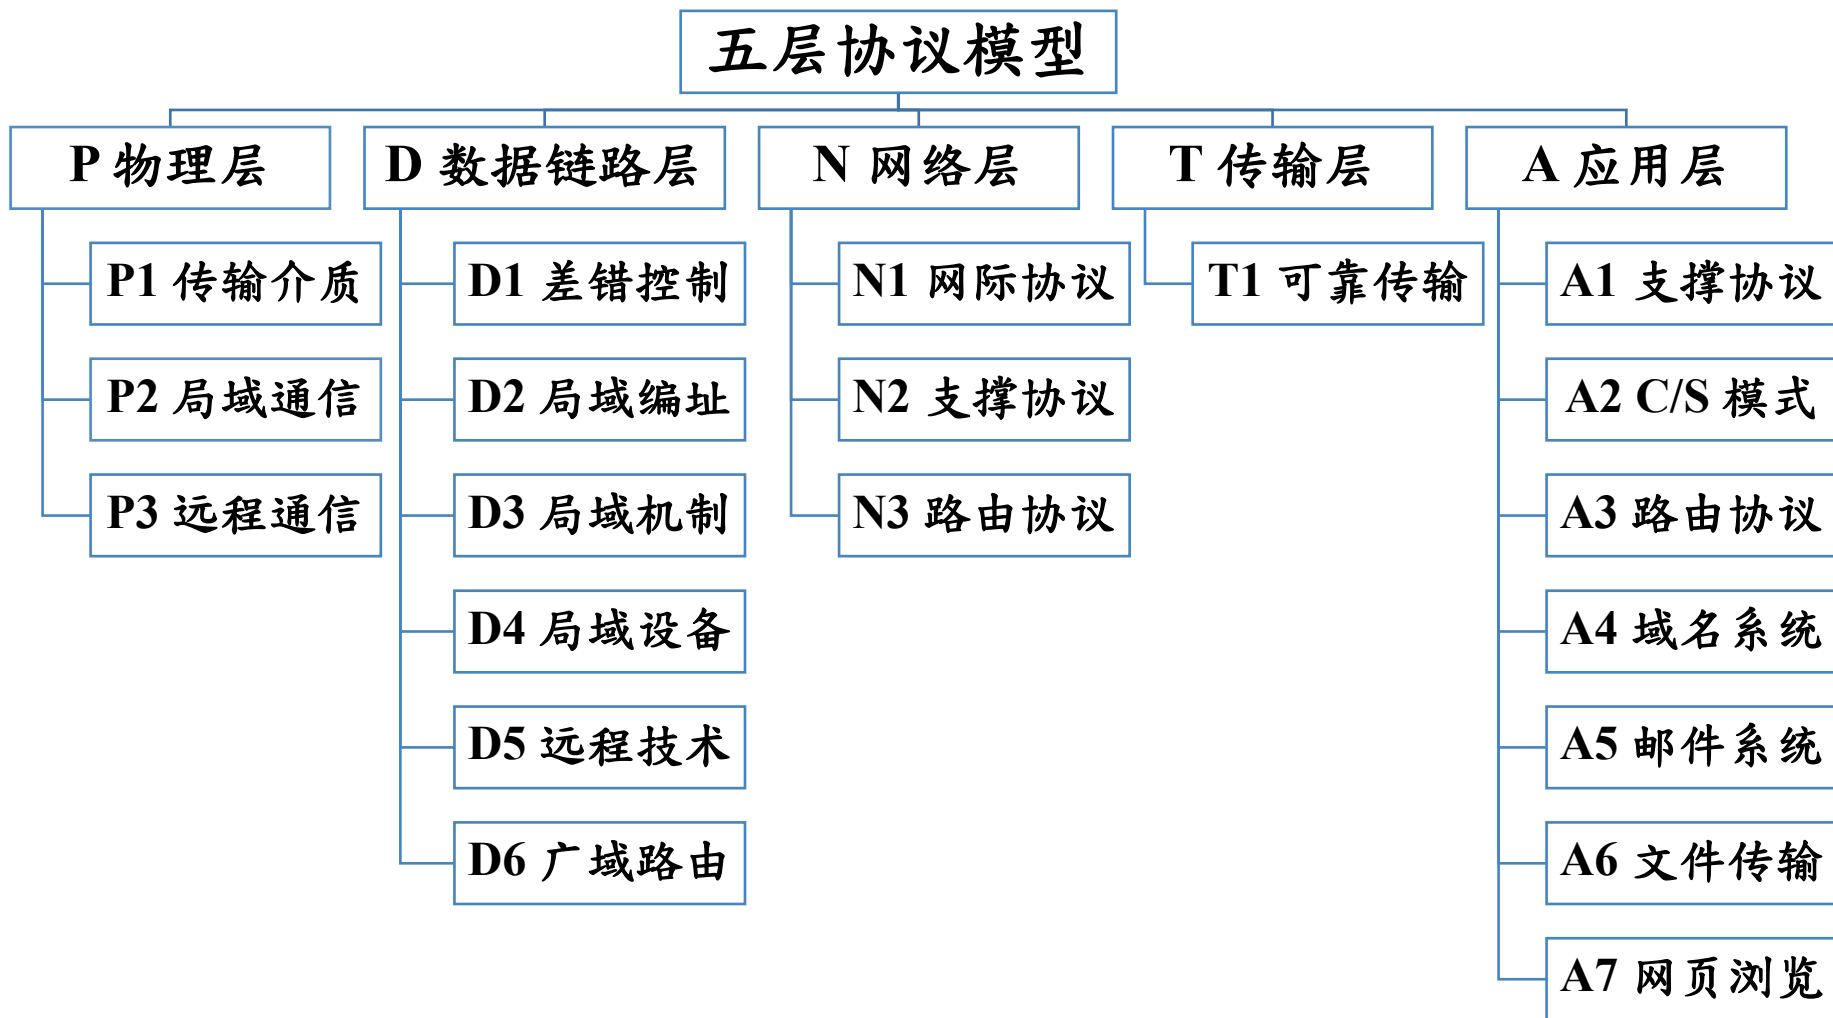 五层协议模型
P 物理层
P1 传输介质
P2 局域通信
P3 远程通信
D 数据链路层
D1 差错控制
D2 局域编址
D3 局域机制
D4 局域设备
D5 远程技术
D6 广域路由
N 网络层
N1 网际协议
N2 支撑协议
N3 路由协议
T 传输层
T1 可靠传输
A 应用层
A1 支撑协议
A2 C/S 模式
A3 路由协议
A4 域名系统
A5 邮件系统
A6 文件传输
A7 网页浏览